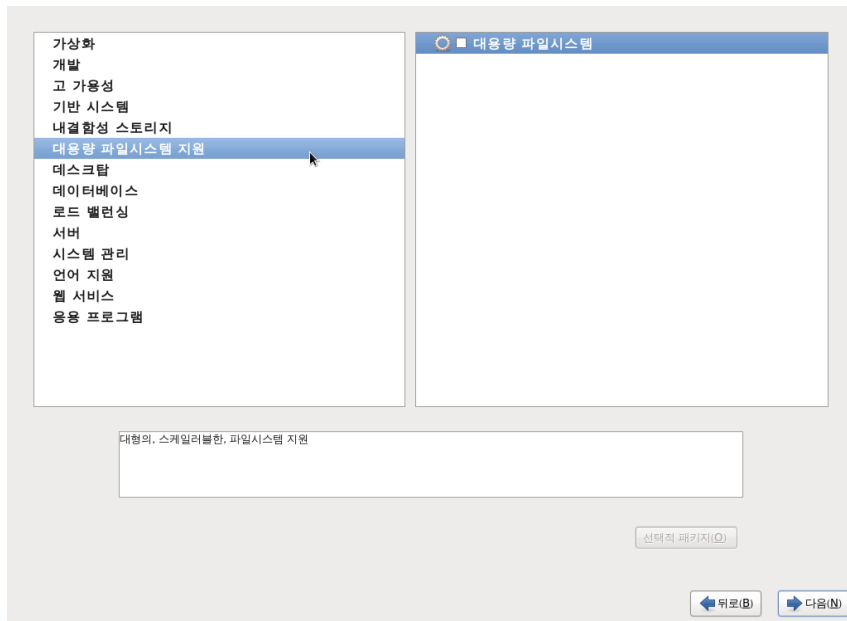 가상화
개발
고 가용성
기반 시스템
내결함성 스토리지
대용량 파일시스템 지원
데스크탑
데이터베이스
로드 밸런싱
서버
시스템 관리
언어 지원
웹 서비스
응용 프로그램
대용량 파일시스템
대형의, 스케일러블한, 파일시스템 지원
선택적 패키지(O)
뒤로(B)
다음(N)